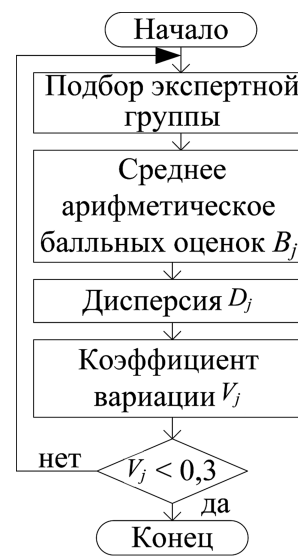 Начало
Подбор экспертной
группы
Среднее
арифметическое
балльных оценок Bj
Дисперсия Dj
Коэффициент
вариации Vj
нет
Vj < 0,3
да
Конец